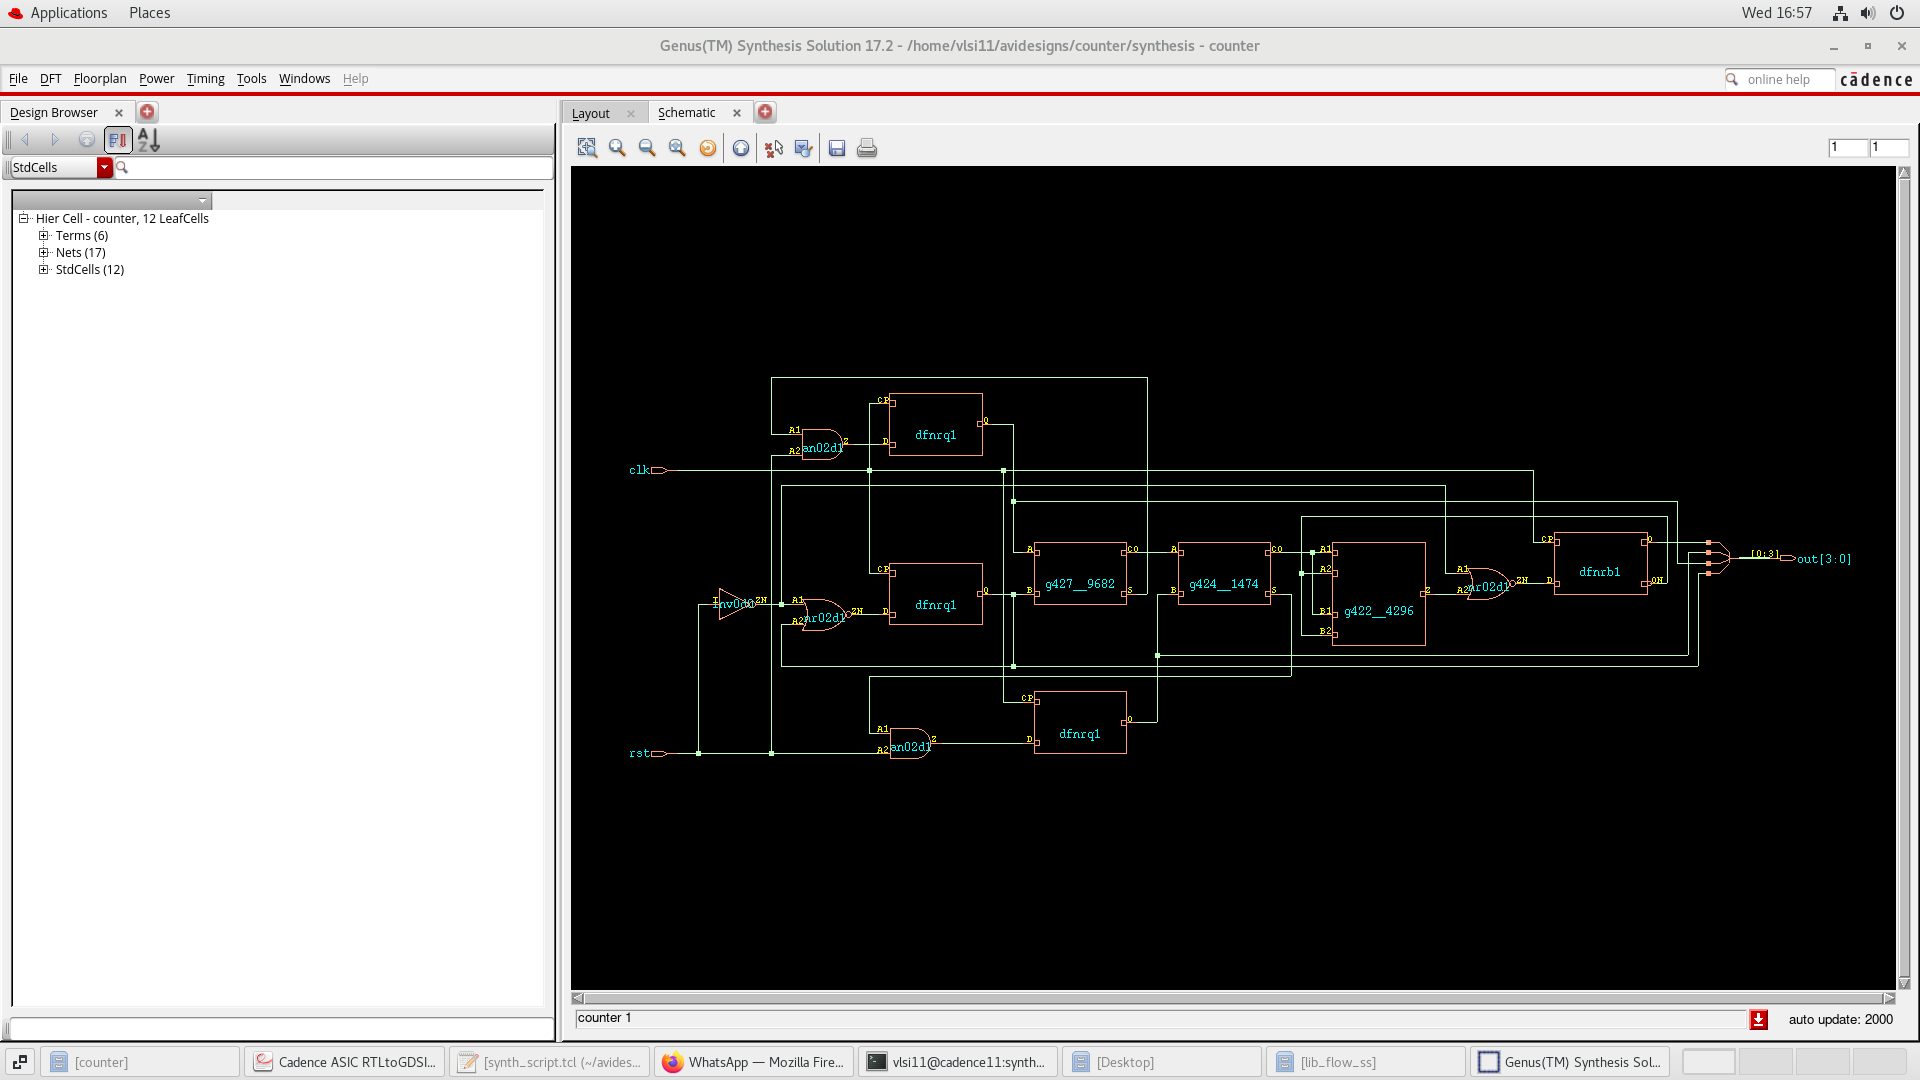 Applications Places Wed 16:57
Genus(TM) Synthesis Solution 17.2 - /home/vlsi11/avidesigns/counter/synthesis - counter
File DFT Floorplan Power Timing Tools Windows Help online help cādence
Design Browser Layout Schematic
StdCells
1 1
Hier Cell - counter, 12 LeafCells
Terms (6)
Nets (17)
StdCells (12)
CP
Q
dfnrq1
D
A1
an02d1
Z
A2
clk
CP
Q
dfnrq1
D
I
inv0d0
ZN
A1
nr02d1
ZN
A2
A
CO
g427__9682
B
S
A
CO
g424__1474
B
S
A1
A2
g422__4296
Z
B1
B2
A1
nr02d1
ZN
A2
CP
Q
dfnrb1
D
QN
[0:3]
out[3:0]
CP
Q
dfnrq1
D
A1
an02d1
Z
A2
rst
counter 1
auto update: 2000
[counter] Cadence ASIC RTLtoGDSI... [synth_script.tcl (~/avides... WhatsApp — Mozilla Fire... vlsi11@cadence11:synth... [Desktop] [lib_flow_ss] Genus(TM) Synthesis Sol...